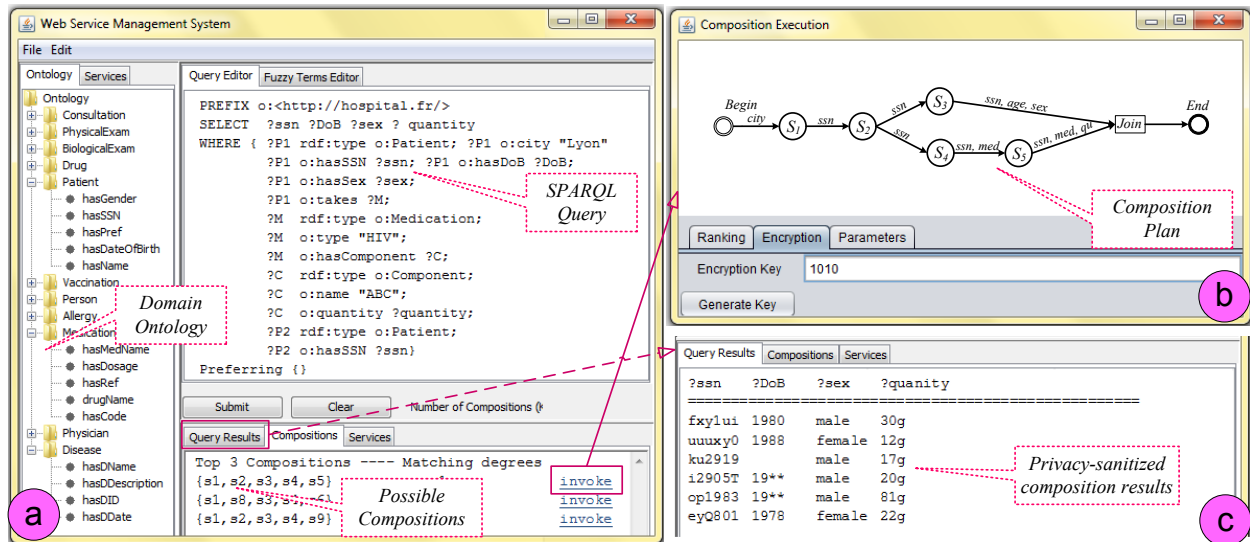 Web Service Management System
File Edit
Ontology Services
Ontology
Consultation
PhysicalExam
BiologicalExam
Drug
Patient
hasGender
hasSSN
hasPref
hasDateOfBirth
hasName
Vaccination
Person
Allergy
Medication
hasMedName
hasDosage
hasRef
drugName
hasCode
Physician
Disease
hasDName
hasDDescription
hasDID
hasDDate
Domain
Ontology
a
Query Editor Fuzzy Terms Editor
PREFIX o:<http://hospital.fr/>
SELECT ?ssn ?DoB ?sex ? quantity
WHERE { ?P1 rdf:type o:Patient; ?P1 o:city "Lyon"
?P1 o:hasSSN ?ssn; ?P1 o:hasDoB ?DoB;
?P1 o:hasSex ?sex;
?P1 o:takes ?M;
?M rdf:type o:Medication;
?M o:type "HIV";
?M o:hasComponent ?C;
?C rdf:type o:Component;
?C o:name "ABC";
?C o:quantity ?quantity;
?P2 rdf:type o:Patient;
?P2 o:hasSSN ?ssn}
Preferring {}
SPARQL
Query
Submit Clear Number of Compositions
Query Results Compositions Services
Top 3 Compositions ---- Matching degrees
{s1,s2,s3,s4,s5} invoke
{s1,s8,s3, invoke
{s1,s2,s3,s4,s9} invoke
Possible
Compositions
Composition Execution
Begin
city
S1
ssn
S2
ssn
S3
ssn, age, sex
ssn
S4
ssn, med
S5
ssn, med, qu
Join
End
Composition
Plan
Ranking Encryption Parameters
Encryption Key 1010
Generate Key
b
Query Results Compositions Services
?ssn ?DoB ?sex ?quanity
====================================================
fxylui 1980 male 30g
uuuxy0 1988 female 12g
ku2919 male 17g
i2905T 19** male 20g
op1983 19** male 81g
eyQ801 1978 female 22g
Privacy-sanitized
composition results
c